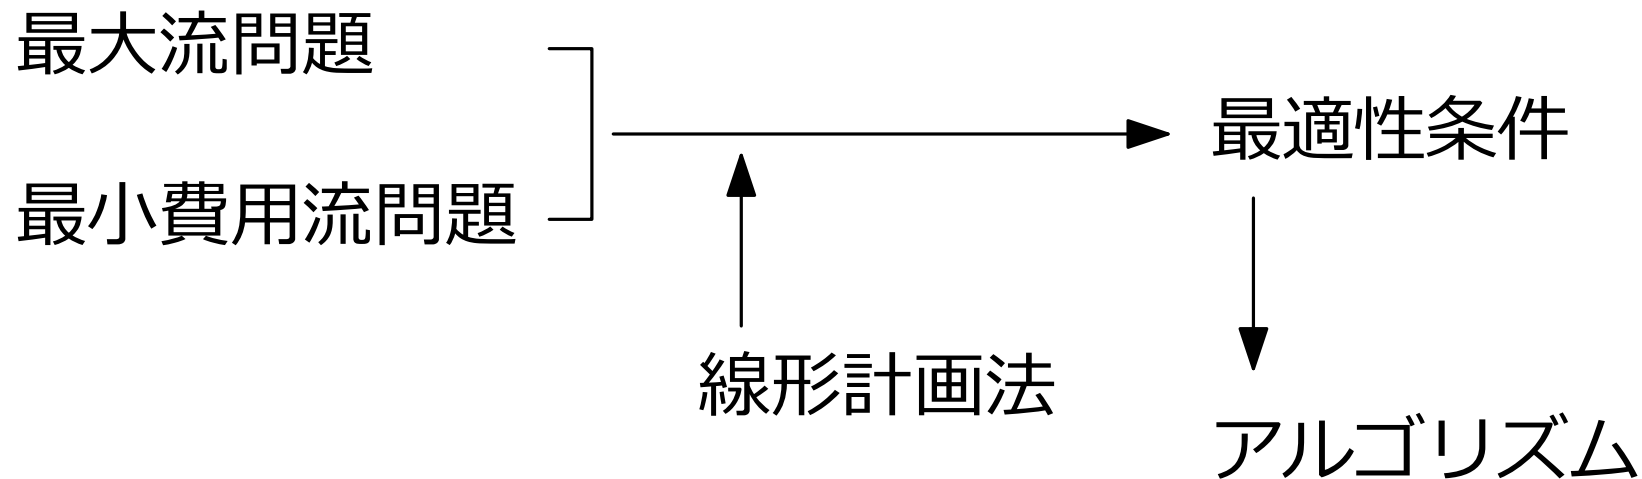 最大流問題
最小費用流問題
最適性条件
線形計画法
アルゴリズム